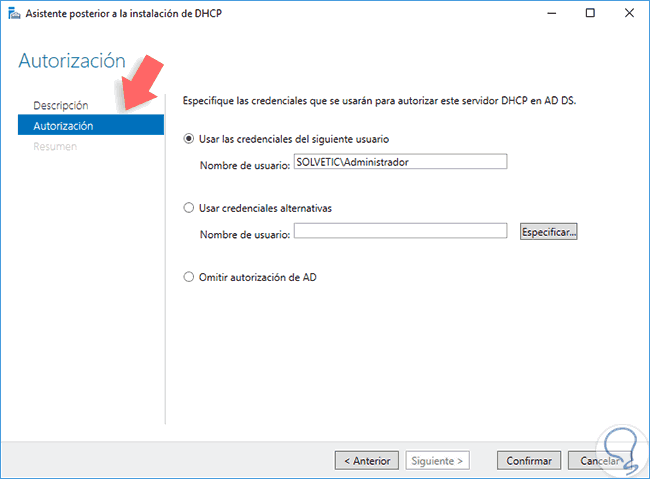 Asistente posterior a la instalación de DHCP
Autorización
Descripción
Autorización
Resumen
Especifique las credenciales que se usarán para autorizar este servidor DHCP en AD DS.
Usar las credenciales del siguiente usuario
Nombre de usuario: SOLVETIC\Administrador
Usar credenciales alternativas
Nombre de usuario: Especificar...
Omitir autorización de AD
< Anterior Siguiente > Confirmar Cancelar